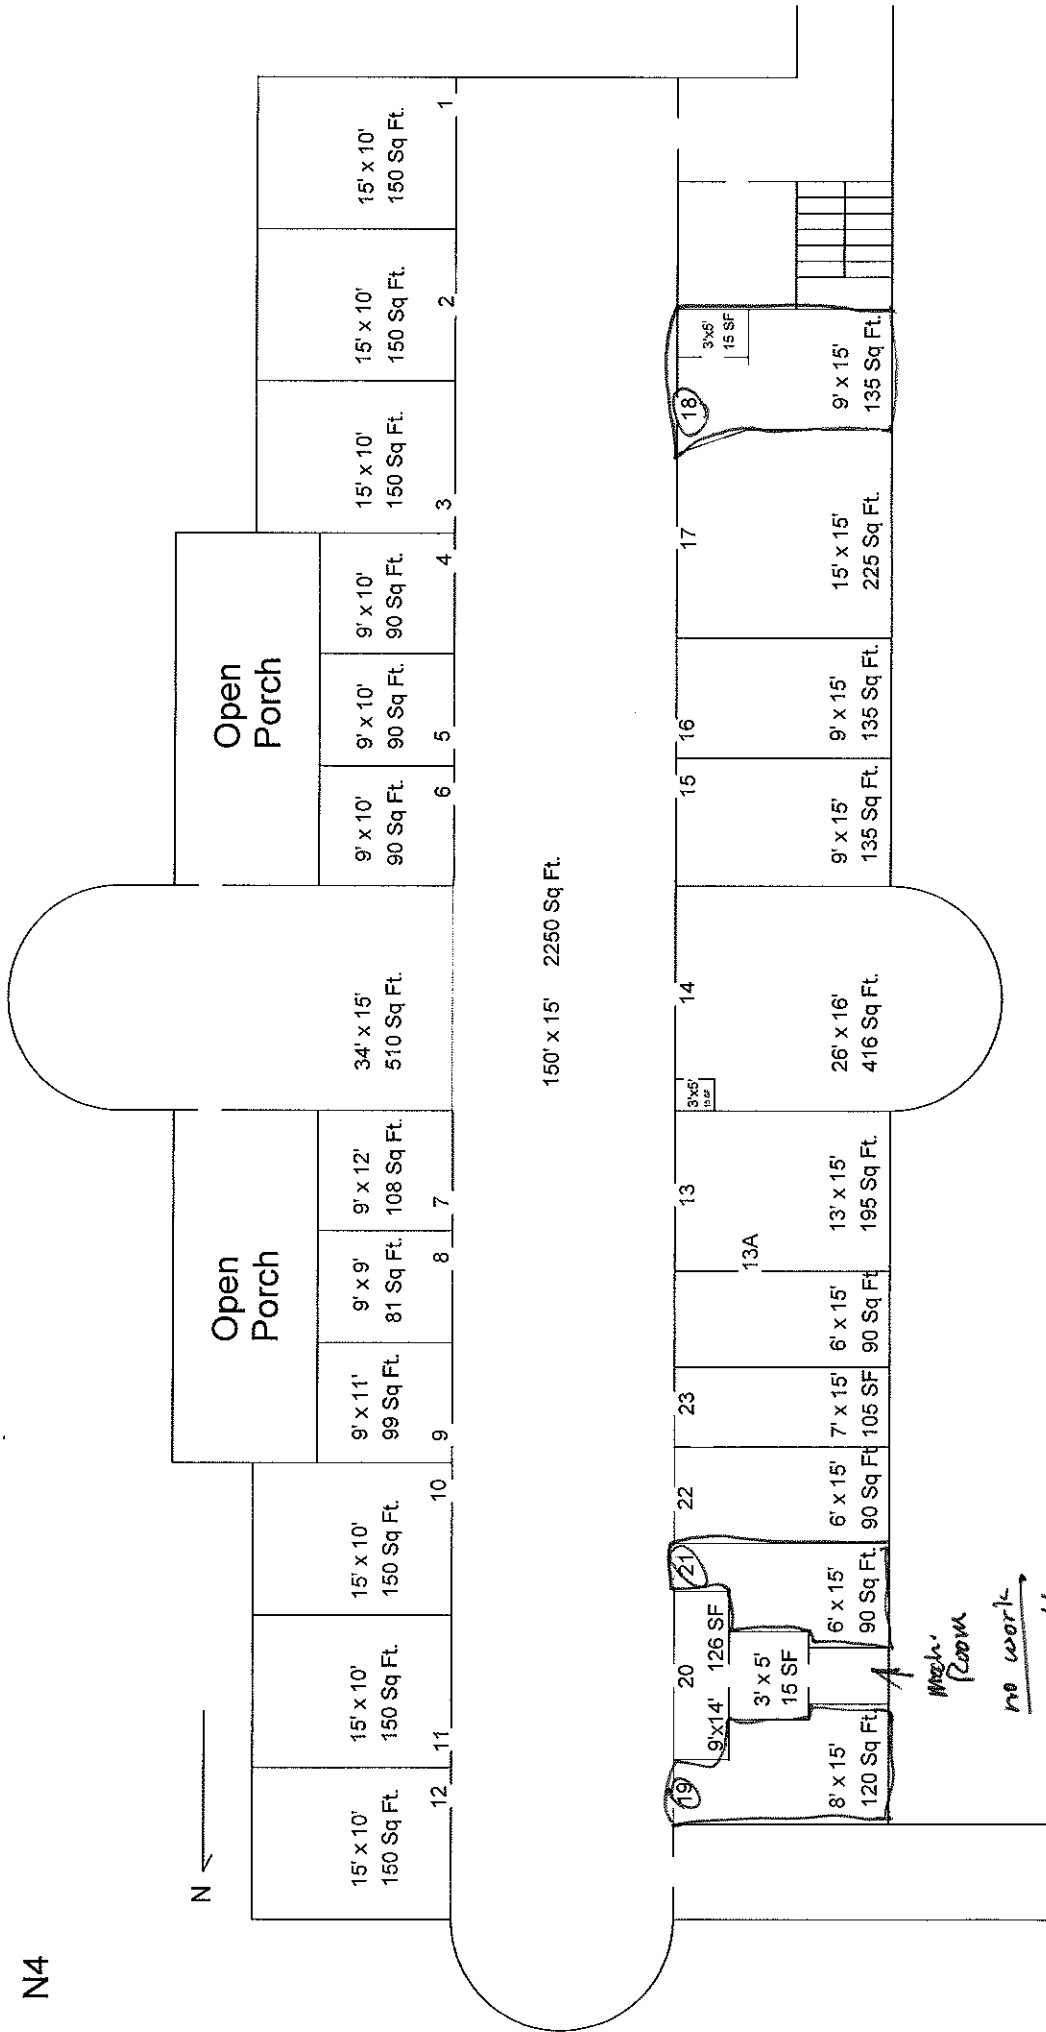 N4
N
15' x 10'
150 Sq Ft.
12
15' x 10'
150 Sq Ft.
11
15' x 10'
150 Sq Ft.
10
Open
Porch
9' x 11'
99 Sq Ft.
9
9' x 9'
81 Sq Ft.
8
9' x 12'
108 Sq Ft.
7
34' x 15'
510 Sq Ft.
Open
Porch
9' x 10'
90 Sq Ft.
6
9' x 10'
90 Sq Ft.
5
9' x 10'
90 Sq Ft.
4
15' x 10'
150 Sq Ft.
3
15' x 10'
150 Sq Ft.
2
15' x 10'
150 Sq Ft.
1
150' x 15' 2250 Sq Ft.
19
8' x 15'
120 Sq Ft.
20
9'x14' 126 SF
3' x 5'
15 SF
21
6' x 15'
90 Sq Ft.
22
6' x 15'
90 Sq Ft
23
7' x 15'
105 SF
6' x 15'
90 Sq Ft
13A
13
13' x 15'
195 Sq Ft.
3'x5'
15 SF
14
26' x 16'
416 Sq Ft.
15
9' x 15'
135 Sq Ft.
16
9' x 15'
135 Sq Ft.
17
15' x 15'
225 Sq Ft.
18
3'x5'
15 SF
9' x 15'
135 Sq Ft.
Mech.
Room
no work